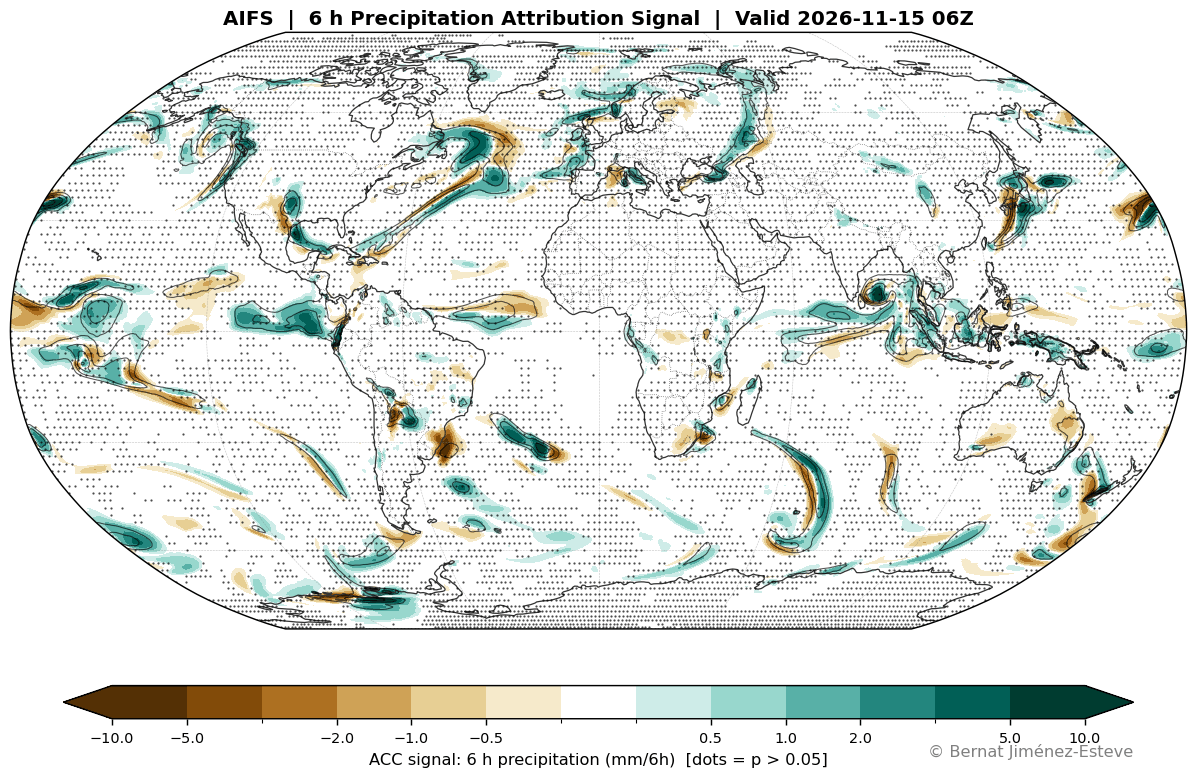 AIFS | 6 h Precipitation Attribution Signal | Valid 2026-11-15 06Z
−10.0 −5.0 −2.0 −1.0 −0.5 0.5 1.0 2.0 5.0 10.0
ACC signal: 6 h precipitation (mm/6h) [dots = p > 0.05]
© Bernat Jiménez-Esteve